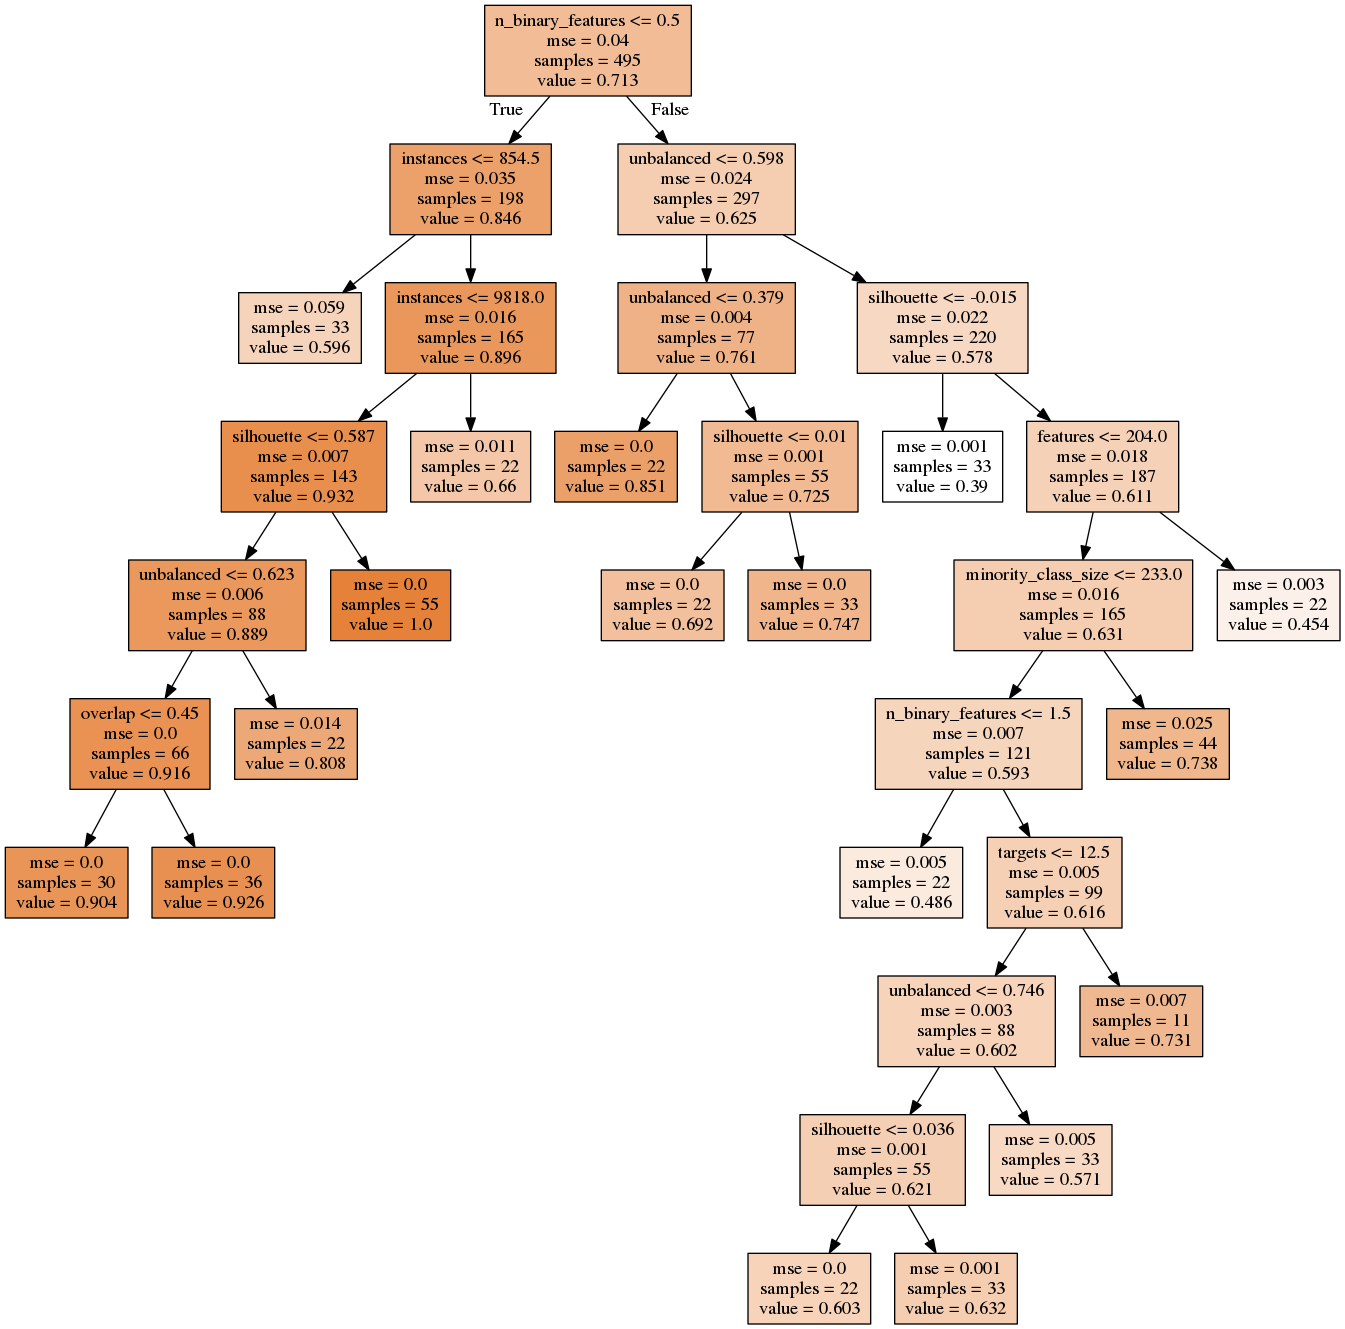 n_binary_features <= 0.5
mse = 0.04
samples = 495
value = 0.713
True
False
instances <= 854.5
mse = 0.035
samples = 198
value = 0.846
unbalanced <= 0.598
mse = 0.024
samples = 297
value = 0.625
mse = 0.059
samples = 33
value = 0.596
instances <= 9818.0
mse = 0.016
samples = 165
value = 0.896
unbalanced <= 0.379
mse = 0.004
samples = 77
value = 0.761
silhouette <= -0.015
mse = 0.022
samples = 220
value = 0.578
silhouette <= 0.587
mse = 0.007
samples = 143
value = 0.932
mse = 0.011
samples = 22
value = 0.66
mse = 0.0
samples = 22
value = 0.851
silhouette <= 0.01
mse = 0.001
samples = 55
value = 0.725
mse = 0.001
samples = 33
value = 0.39
features <= 204.0
mse = 0.018
samples = 187
value = 0.611
unbalanced <= 0.623
mse = 0.006
samples = 88
value = 0.889
mse = 0.0
samples = 55
value = 1.0
mse = 0.0
samples = 22
value = 0.692
mse = 0.0
samples = 33
value = 0.747
minority_class_size <= 233.0
mse = 0.016
samples = 165
value = 0.631
mse = 0.003
samples = 22
value = 0.454
overlap <= 0.45
mse = 0.0
samples = 66
value = 0.916
mse = 0.014
samples = 22
value = 0.808
n_binary_features <= 1.5
mse = 0.007
samples = 121
value = 0.593
mse = 0.025
samples = 44
value = 0.738
mse = 0.0
samples = 30
value = 0.904
mse = 0.0
samples = 36
value = 0.926
mse = 0.005
samples = 22
value = 0.486
targets <= 12.5
mse = 0.005
samples = 99
value = 0.616
unbalanced <= 0.746
mse = 0.003
samples = 88
value = 0.602
mse = 0.007
samples = 11
value = 0.731
silhouette <= 0.036
mse = 0.001
samples = 55
value = 0.621
mse = 0.005
samples = 33
value = 0.571
mse = 0.0
samples = 22
value = 0.603
mse = 0.001
samples = 33
value = 0.632